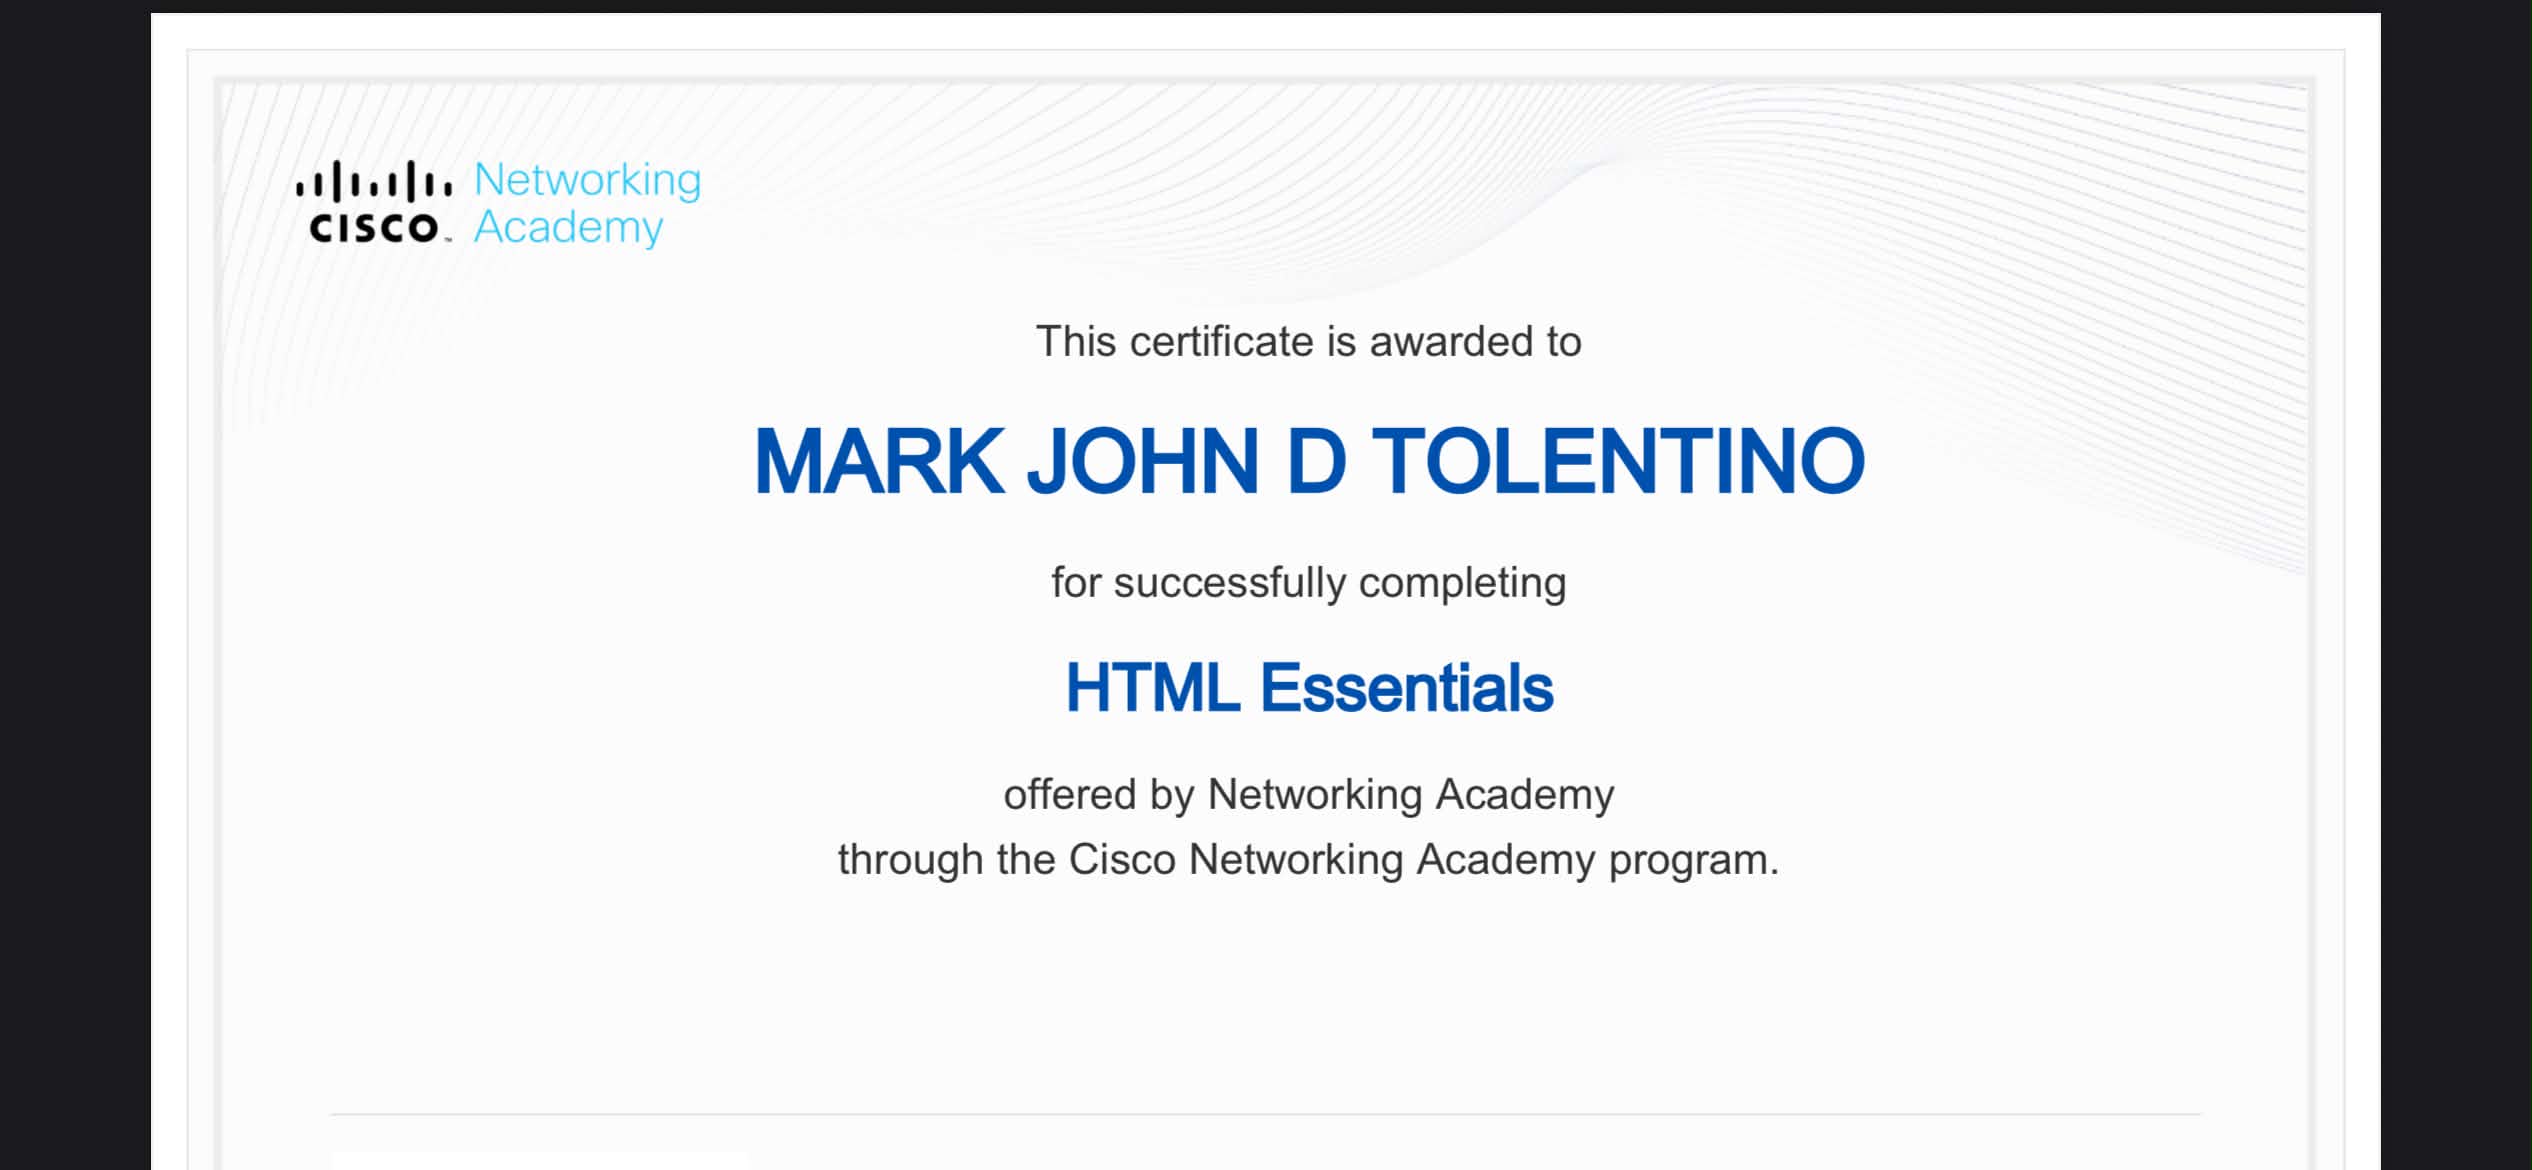 CISCO™ Networking
Academy
This certificate is awarded to
MARK JOHN D TOLENTINO
for successfully completing
HTML Essentials
offered by Networking Academy
through the Cisco Networking Academy program.